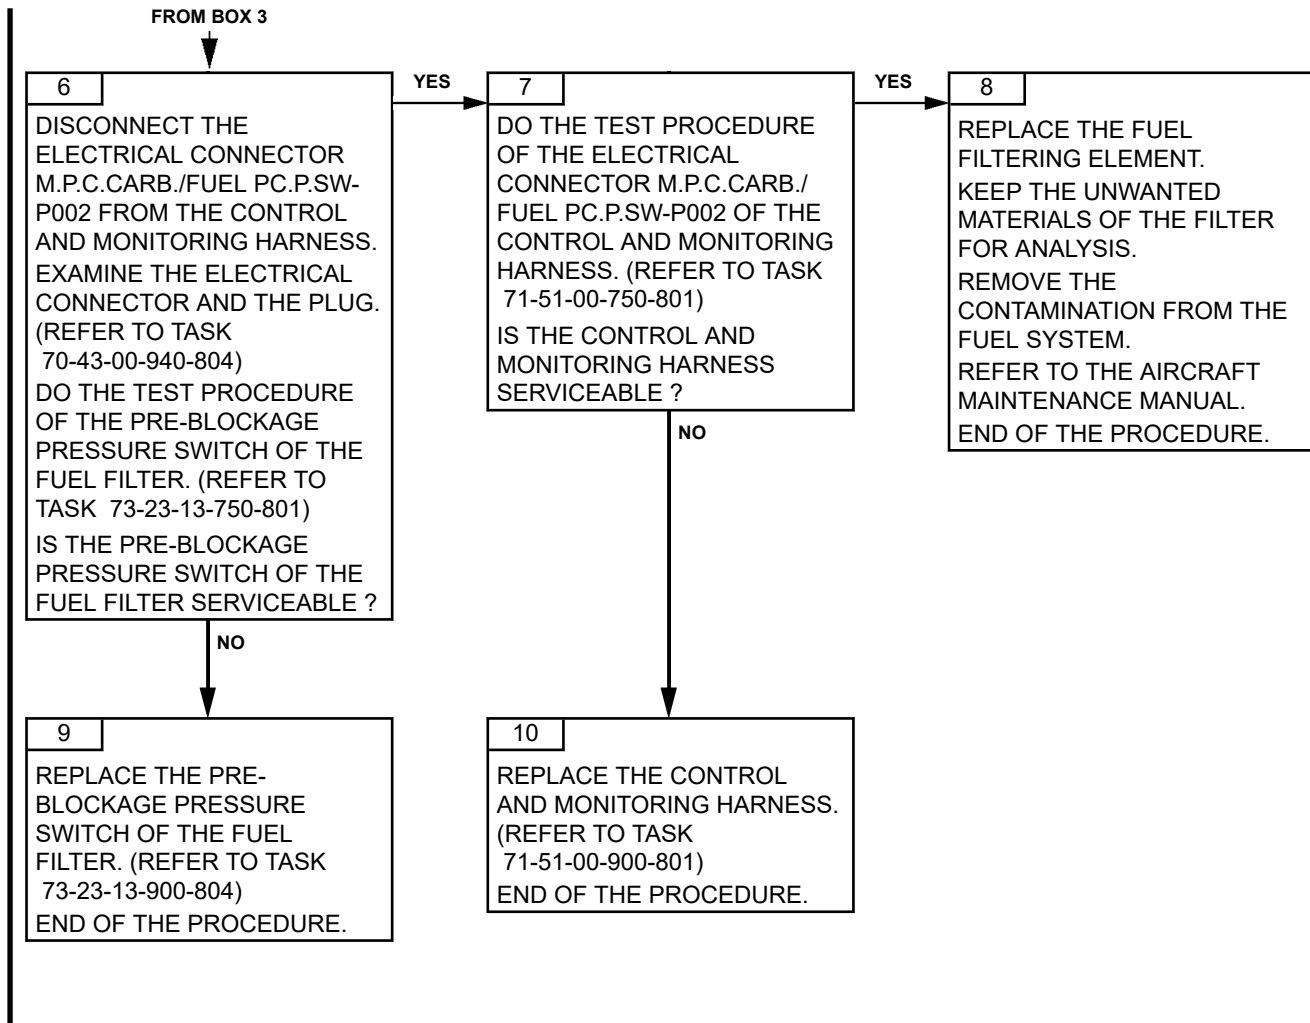 FROM BOX 3
6
DISCONNECT THE
ELECTRICAL CONNECTOR
M.P.C.CARB./FUEL PC.P.SW-
P002 FROM THE CONTROL
AND MONITORING HARNESS.
EXAMINE THE ELECTRICAL
CONNECTOR AND THE PLUG.
(REFER TO TASK
70-43-00-940-804)
DO THE TEST PROCEDURE
OF THE PRE-BLOCKAGE
PRESSURE SWITCH OF THE
FUEL FILTER. (REFER TO
TASK 73-23-13-750-801)
IS THE PRE-BLOCKAGE
PRESSURE SWITCH OF THE
FUEL FILTER SERVICEABLE ?
YES
NO
7
DO THE TEST PROCEDURE
OF THE ELECTRICAL
CONNECTOR M.P.C.CARB./
FUEL PC.P.SW-P002 OF THE
CONTROL AND MONITORING
HARNESS. (REFER TO TASK
71-51-00-750-801)
IS THE CONTROL AND
MONITORING HARNESS
SERVICEABLE ?
YES
NO
8
REPLACE THE FUEL
FILTERING ELEMENT.
KEEP THE UNWANTED
MATERIALS OF THE FILTER
FOR ANALYSIS.
REMOVE THE
CONTAMINATION FROM THE
FUEL SYSTEM.
REFER TO THE AIRCRAFT
MAINTENANCE MANUAL.
END OF THE PROCEDURE.
9
REPLACE THE PRE-
BLOCKAGE PRESSURE
SWITCH OF THE FUEL
FILTER. (REFER TO TASK
73-23-13-900-804)
END OF THE PROCEDURE.
10
REPLACE THE CONTROL
AND MONITORING HARNESS.
(REFER TO TASK
71-51-00-900-801)
END OF THE PROCEDURE.